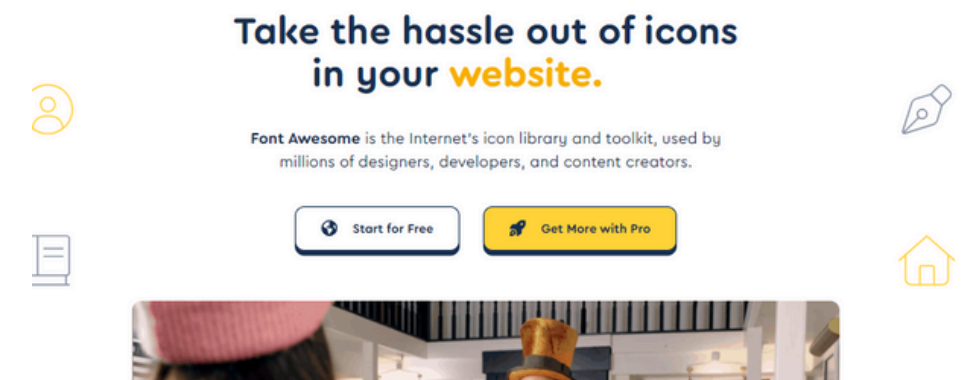 Take the hassle out of icons
in your website.
Font Awesome is the Internet's icon library and toolkit, used by
millions of designers, developers, and content creators.
Start for Free
Get More with Pro